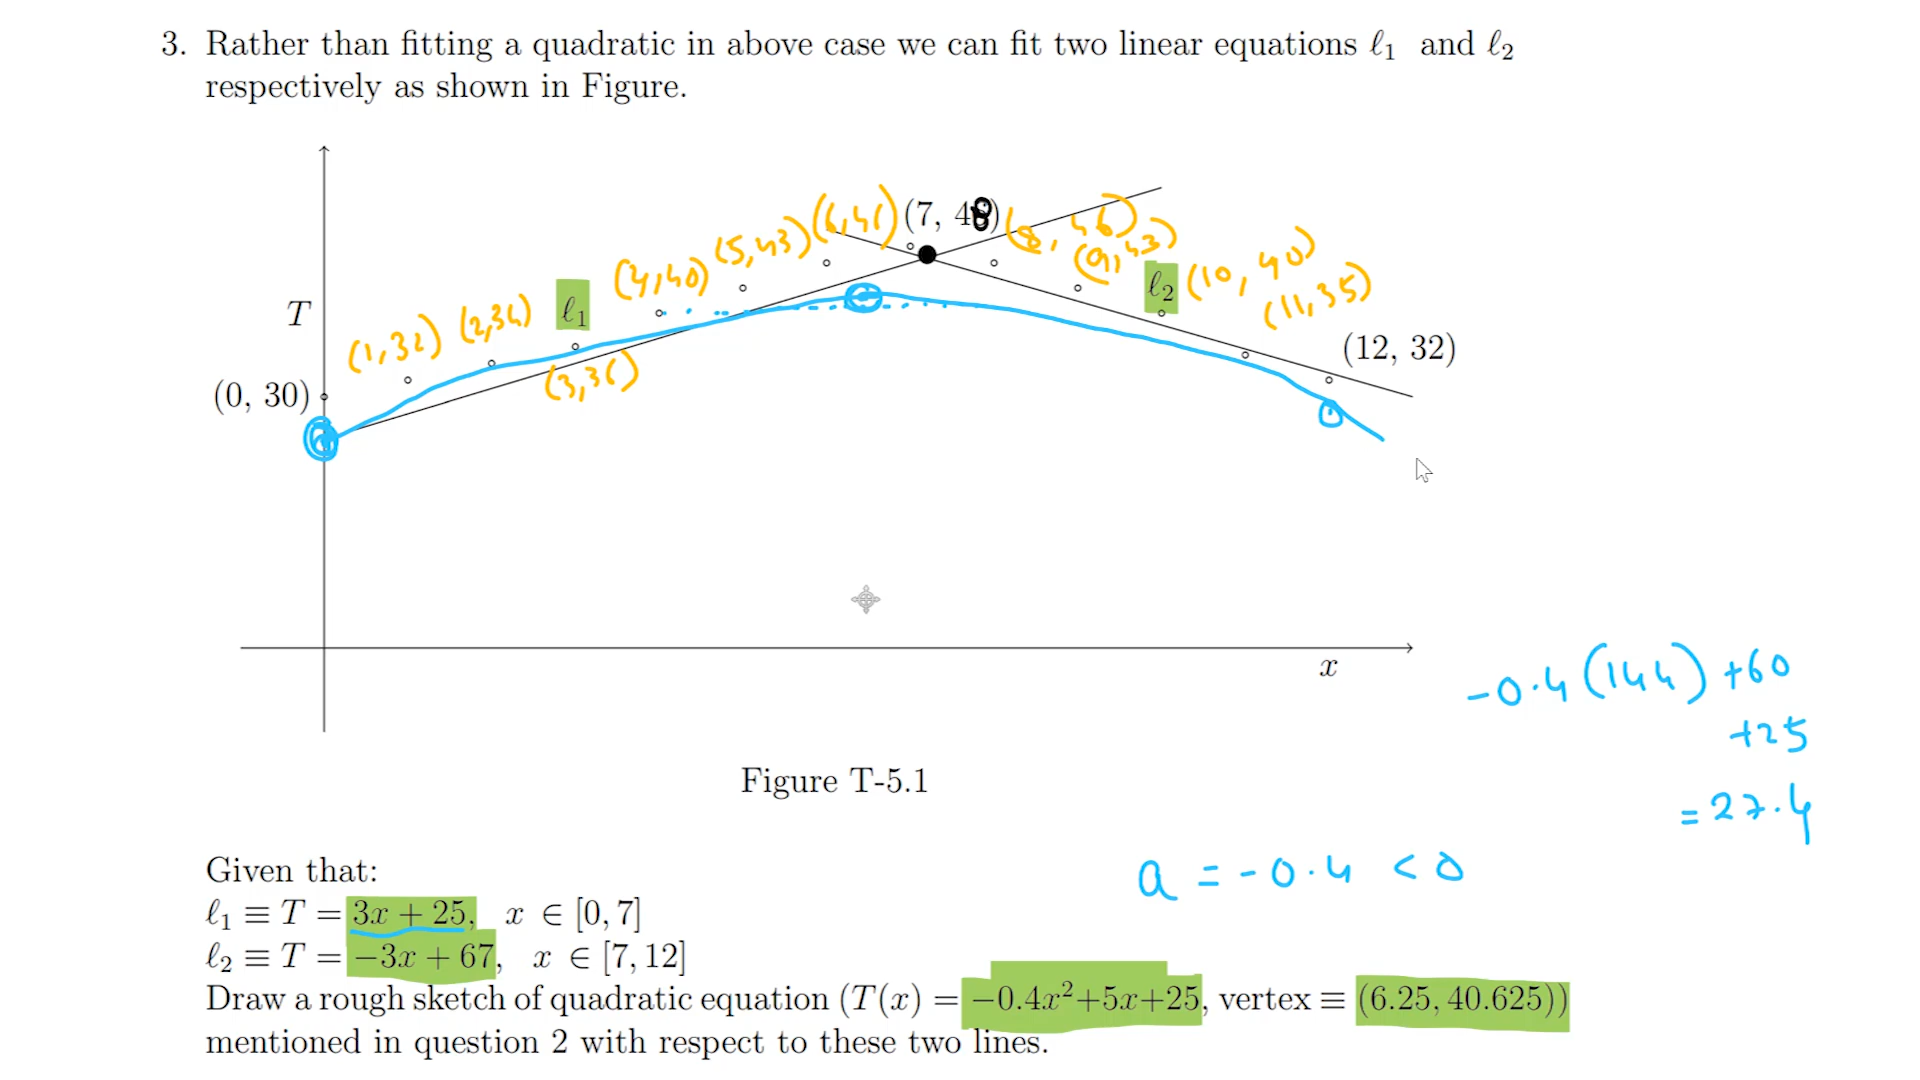 3. Rather than fitting a quadratic in above case we can fit two linear equations ℓ₁ and ℓ₂
respectively as shown in Figure.
(6,41) (7, 48) (8, 46)
(5,43) (9,43)
(4,40) ℓ₂ (10, 40)
T (1,32) (2,34) ℓ₁ (11,35)
(12, 32)
(0, 30) (3,36)
x
-0.4(144) +60
+25
= 27.4
Figure T-5.1
a = -0.4 < 0
Given that:
ℓ₁ ≡ T = 3x + 25, x ∈ [0, 7]
ℓ₂ ≡ T = −3x + 67, x ∈ [7, 12]
Draw a rough sketch of quadratic equation (T(x) = −0.4x²+5x+25, vertex ≡ (6.25, 40.625))
mentioned in question 2 with respect to these two lines.